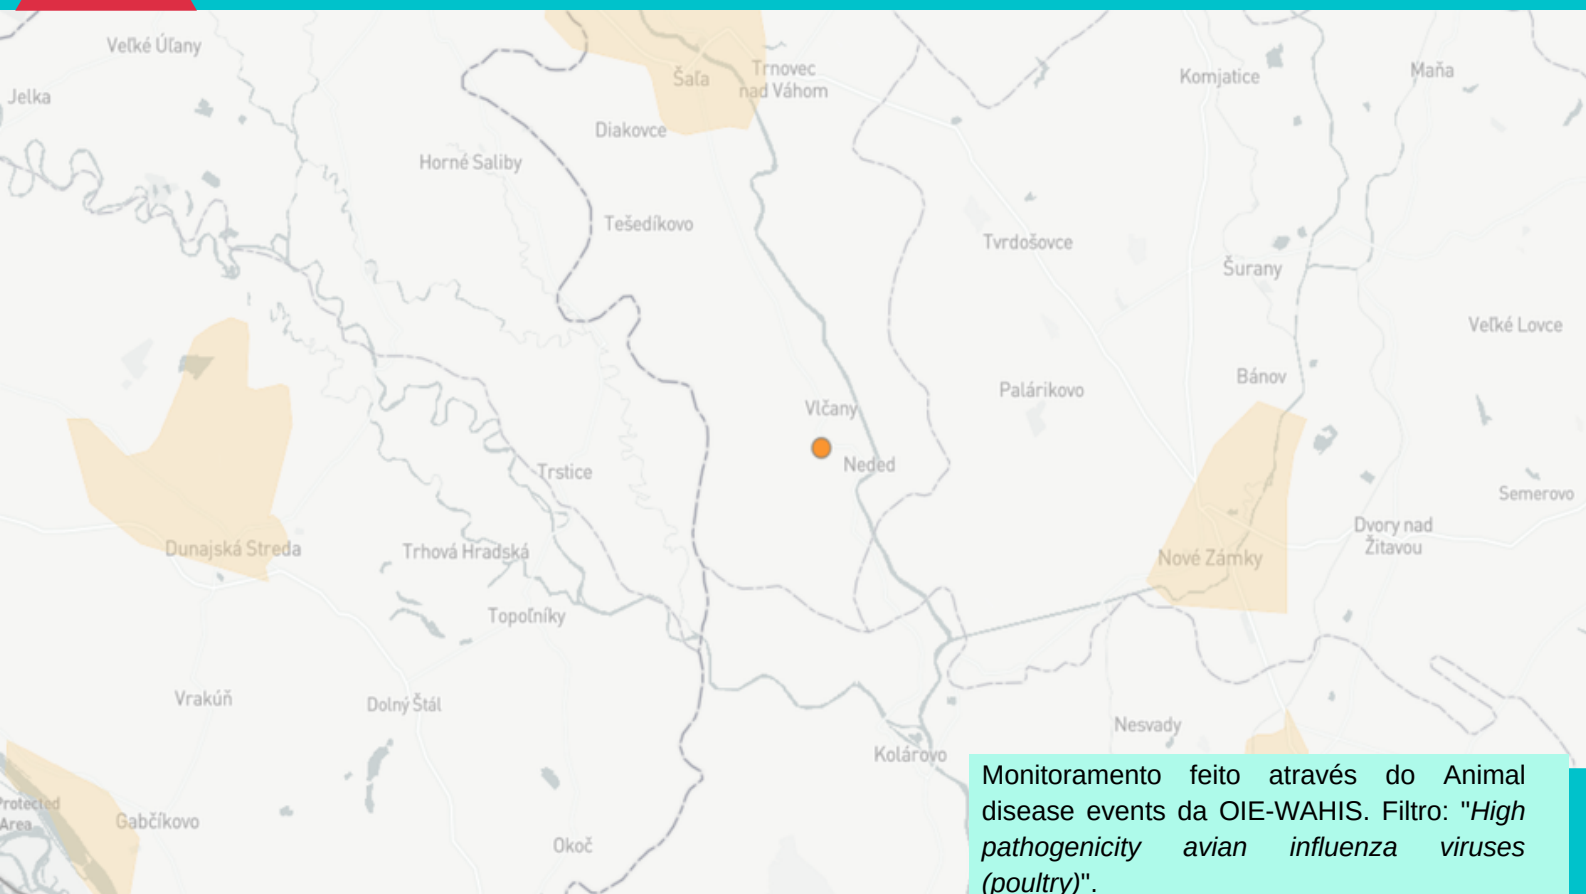 Veľké Úľany
Jelka
Šaľa
Trnovec
nad Váhom
Komjatice
Maňa
Diakovce
Horné Saliby
Tešedíkovo
Tvrdošovce
Šurany
Veľké Lovce
Bánov
Palárikovo
Vlčany
Neded
Trstice
Semerovo
Dvory nad
Žitavou
Dunajská Streda
Trhová Hradská
Nové Zámky
Topoľníky
Vrakúň
Dolný Štál
Nesvady
Kolárovo
Protected
Area
Gabčíkovo
Okoč
Monitoramento feito através do Animal
disease events da OIE-WAHIS. Filtro: "High
pathogenicity avian influenza viruses
(poultry)".